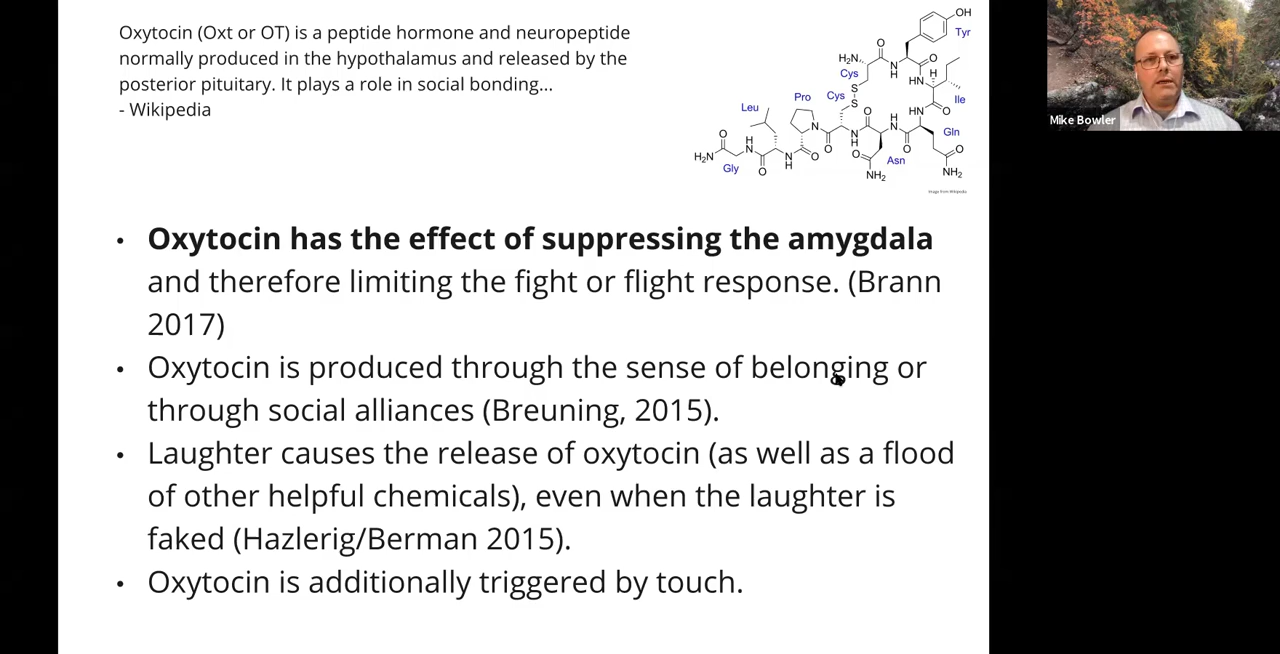 Oxytocin (Oxt or OT) is a peptide hormone and neuropeptide
normally produced in the hypothalamus and released by the
posterior pituitary. It plays a role in social bonding...
- Wikipedia
OH
Tyr
O
H₂N
Cys
N
H
O
HN
H
S
S
Cys
Ile
O
Leu
Pro
N
O
N
H
O
H
N
O
NH
Gln
O
H₂N
Gly
H
N
O
N
H
O
O
NH₂
Asn
O
NH₂
Image from Wikipedia
Mike Bowler
• Oxytocin has the effect of suppressing the amygdala
and therefore limiting the fight or flight response. (Brann
2017)
• Oxytocin is produced through the sense of belonging or
through social alliances (Breuning, 2015).
• Laughter causes the release of oxytocin (as well as a flood
of other helpful chemicals), even when the laughter is
faked (Hazlerig/Berman 2015).
• Oxytocin is additionally triggered by touch.